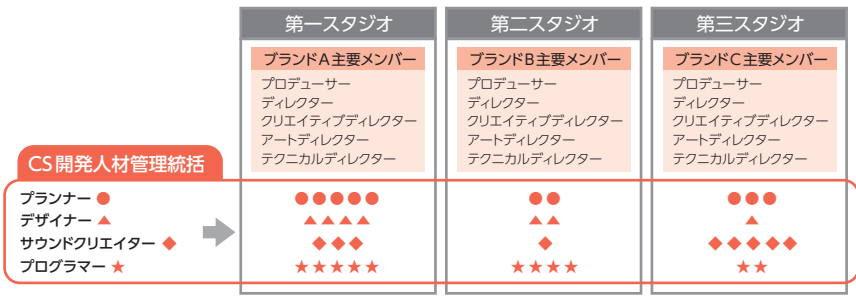 第一スタジオ
ブランドA主要メンバー
プロデューサー
ディレクター
クリエイティブディレクター
アートディレクター
テクニカルディレクター
第二スタジオ
ブランドB主要メンバー
プロデューサー
ディレクター
クリエイティブディレクター
アートディレクター
テクニカルディレクター
第三スタジオ
ブランドC主要メンバー
プロデューサー
ディレクター
クリエイティブディレクター
アートディレクター
テクニカルディレクター
CS開発人材管理統括
プランナー ●
デザイナー ▲
サウンドクリエイター ◆
プログラマー ★